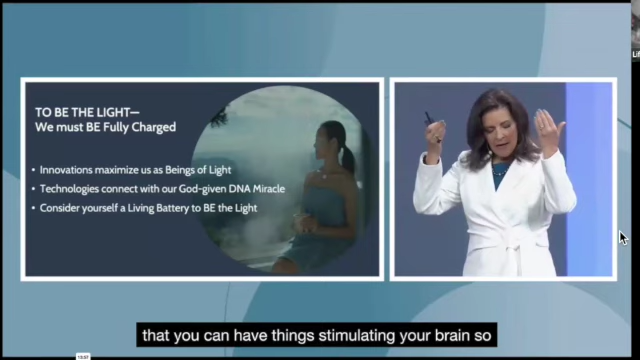 Lif
TO BE THE LIGHT—
We must BE Fully Charged
• Innovations maximize us as Beings of Light
• Technologies connect with our God-given DNA Miracle
• Consider yourself a Living Battery to BE the Light
that you can have things stimulating your brain so